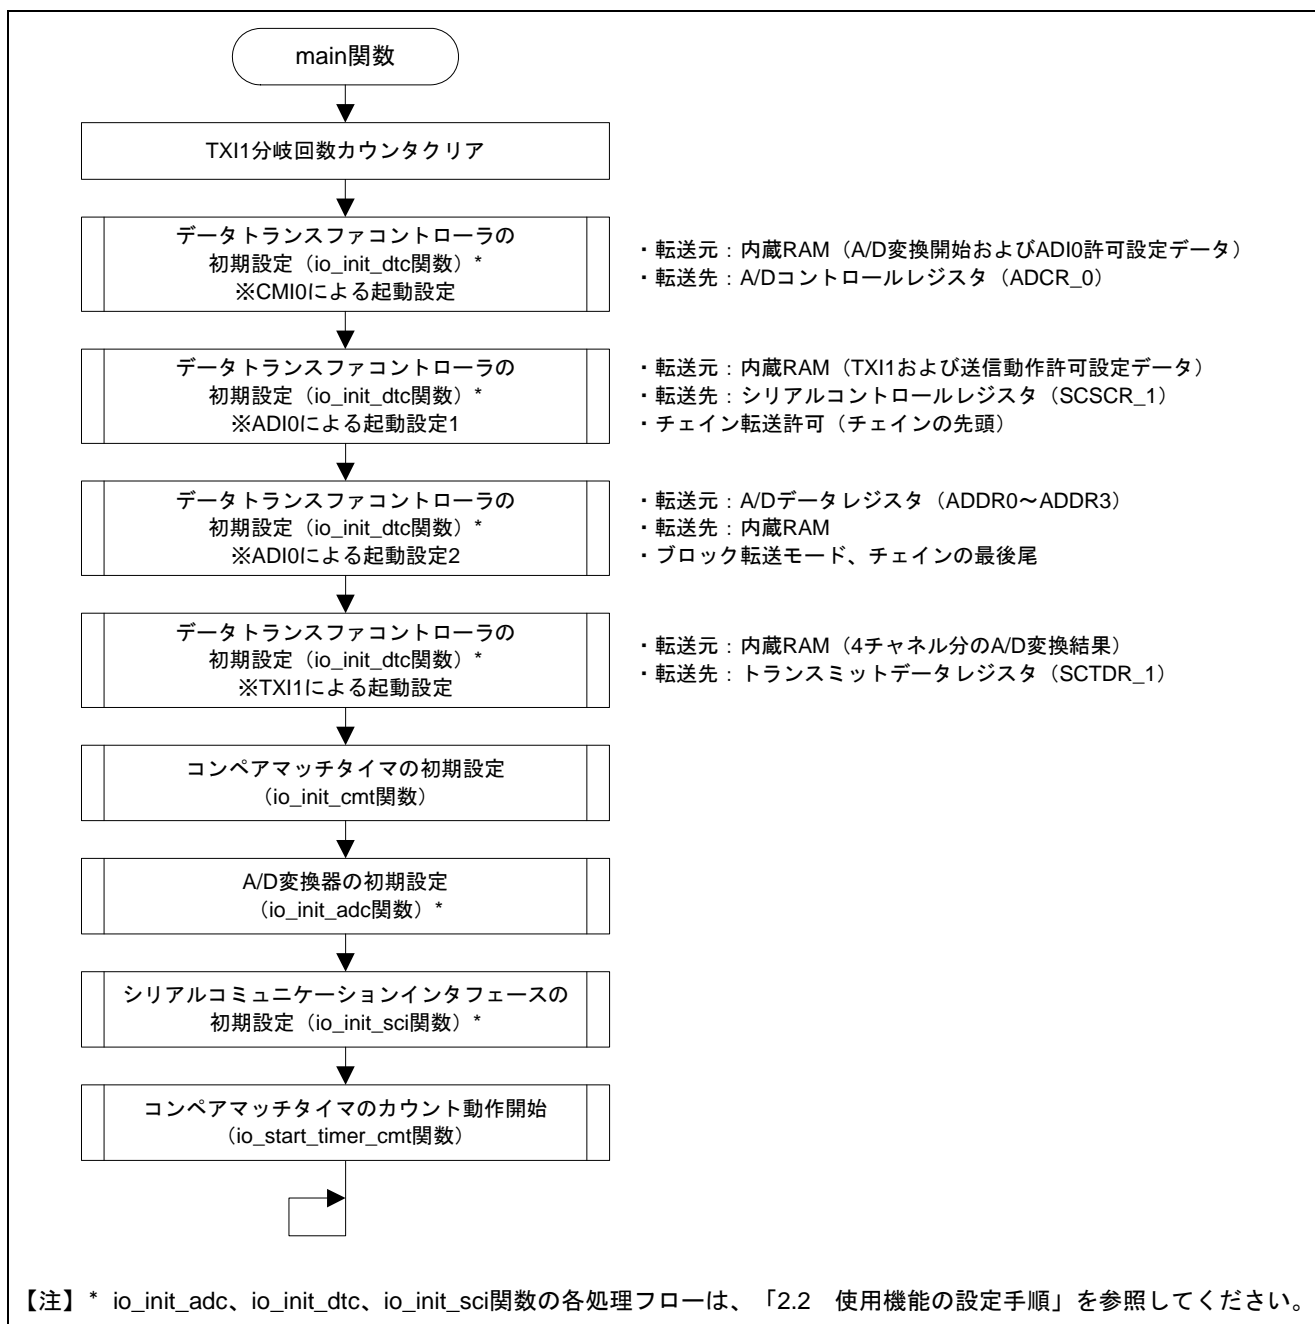 main関数
TXI1分岐回数カウンタクリア
データトランスファコントローラの
初期設定（io_init_dtc関数）*
※CMI0による起動設定
・転送元：内蔵RAM（A/D変換開始およびADI0許可設定データ）
・転送先：A/Dコントロールレジスタ（ADCR_0）
データトランスファコントローラの
初期設定（io_init_dtc関数）*
※ADI0による起動設定1
・転送元：内蔵RAM（TXI1および送信動作許可設定データ）
・転送先：シリアルコントロールレジスタ（SCSCR_1）
・チェイン転送許可（チェインの先頭）
データトランスファコントローラの
初期設定（io_init_dtc関数）*
※ADI0による起動設定2
・転送元：A/Dデータレジスタ（ADDR0～ADDR3）
・転送先：内蔵RAM
・ブロック転送モード、チェインの最後尾
データトランスファコントローラの
初期設定（io_init_dtc関数）*
※TXI1による起動設定
・転送元：内蔵RAM（4チャネル分のA/D変換結果）
・転送先：トランスミットデータレジスタ（SCTDR_1）
コンペアマッチタイマの初期設定
（io_init_cmt関数）
A/D変換器の初期設定
（io_init_adc関数）*
シリアルコミュニケーションインタフェースの
初期設定（io_init_sci関数）*
コンペアマッチタイマのカウント動作開始
（io_start_timer_cmt関数）
【注】* io_init_adc、io_init_dtc、io_init_sci関数の各処理フローは、「2.2　使用機能の設定手順」を参照してください。